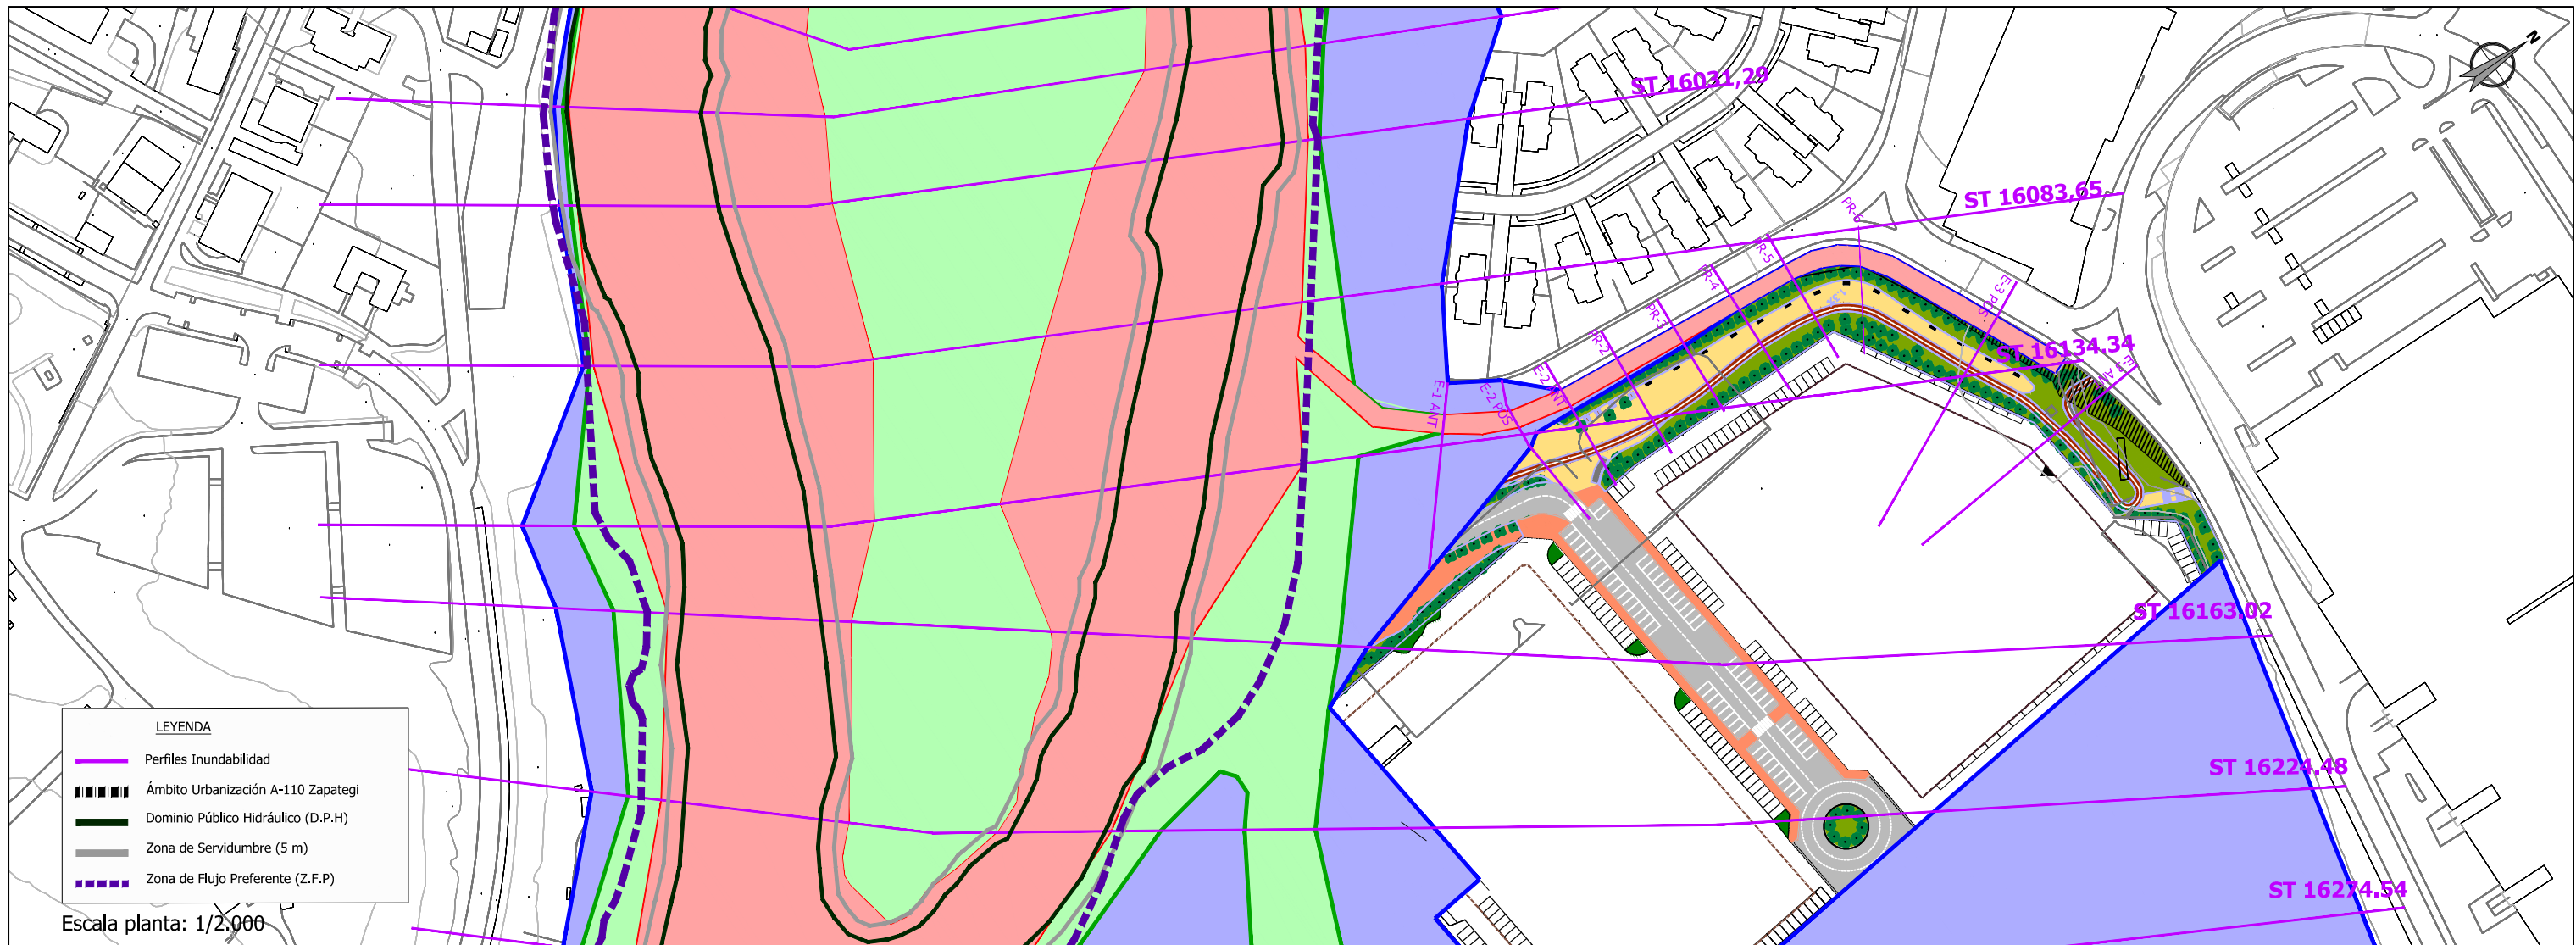 N
ST 16031,29
ST 16083,65
PR-6
PR-5
PR-4
PR-3
PR-2
E-3 POS.
ST 16134.34
E-2 ANT
E-2 POS
E-1 ANT
ST 16163.02
ST 16224.48
ST 16274.54
LEYENDA
Perfiles Inundabilidad
Ámbito Urbanización A-110 Zapategi
Dominio Público Hidráulico (D.P.H)
Zona de Servidumbre (5 m)
Zona de Flujo Preferente (Z.F.P)
Escala planta: 1/2.000